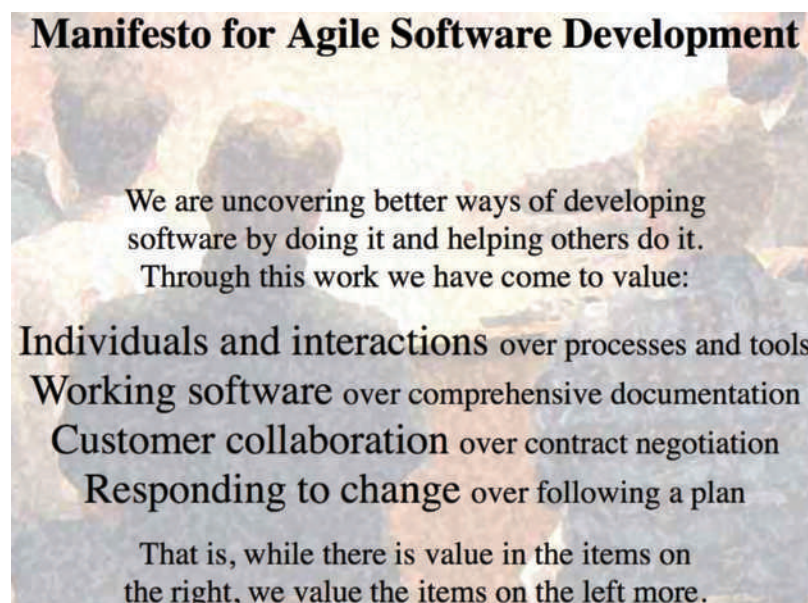 Manifesto for Agile Software Development
We are uncovering better ways of developing
software by doing it and helping others do it.
Through this work we have come to value:
Individuals and interactions over processes and tools
Working software over comprehensive documentation
Customer collaboration over contract negotiation
Responding to change over following a plan
That is, while there is value in the items on
the right, we value the items on the left more.